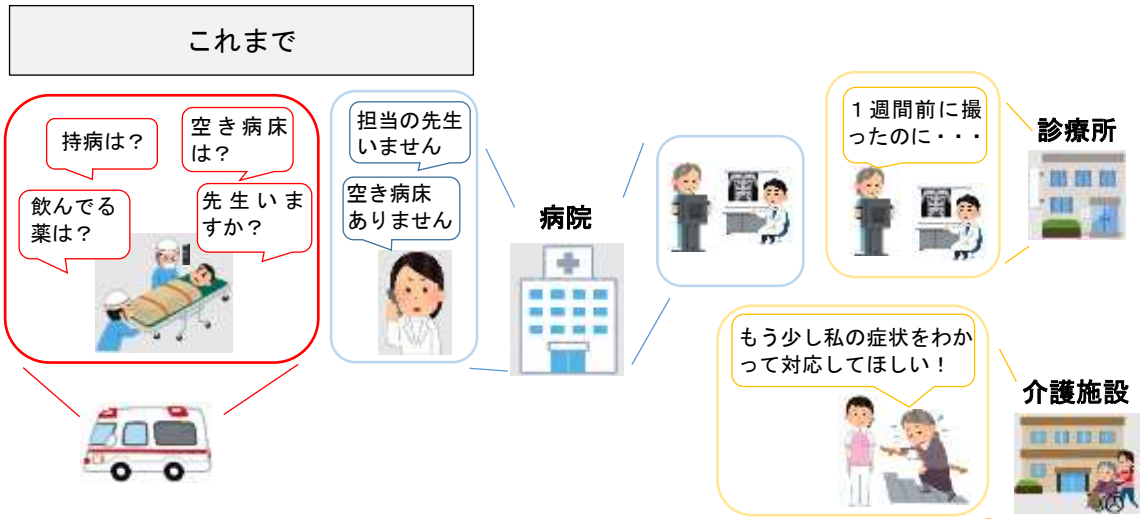 これまで
持病は?
空き病床
は?
飲んでる
薬は?
先生いま
すか?
担当の先生
いません
空き病床
ありません
病院
1週間前に撮
ったのに・・・
診療所
もう少し私の症状をわか
って対応してほしい!
介護施設